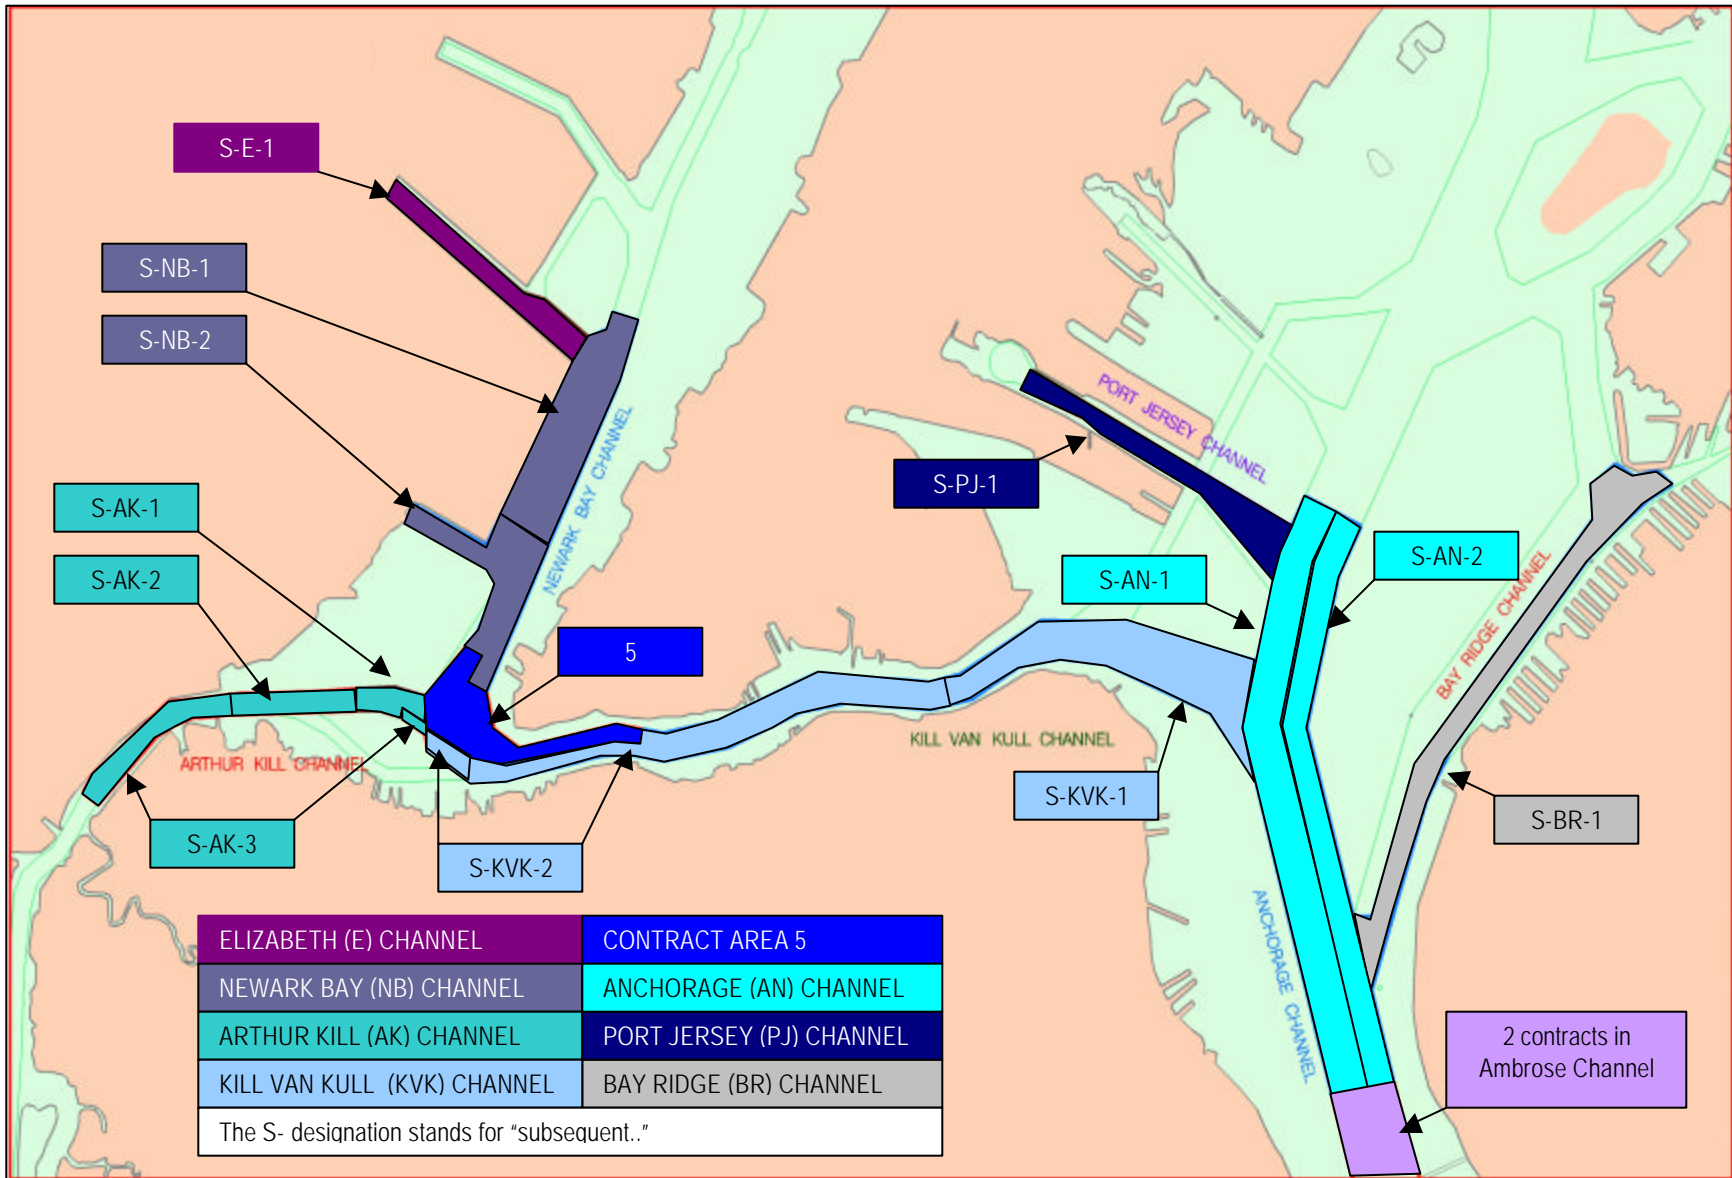 S-E-1
S-NB-1
S-NB-2
S-AK-1
S-AK-2
5
S-AK-3
S-KVK-2
S-PJ-1
S-AN-1
S-AN-2
S-KVK-1
S-BR-1
2 contracts in
Ambrose Channel
NEWARK BAY CHANNEL
PORT JERSEY CHANNEL
BAY RIDGE CHANNEL
ARTHUR KILL CHANNEL
KILL VAN KULL CHANNEL
ANCHORAGE CHANNEL
ELIZABETH (E) CHANNEL
CONTRACT AREA 5
NEWARK BAY (NB) CHANNEL
ANCHORAGE (AN) CHANNEL
ARTHUR KILL (AK) CHANNEL
PORT JERSEY (PJ) CHANNEL
KILL VAN KULL (KVK) CHANNEL
BAY RIDGE (BR) CHANNEL
The S- designation stands for “subsequent..”